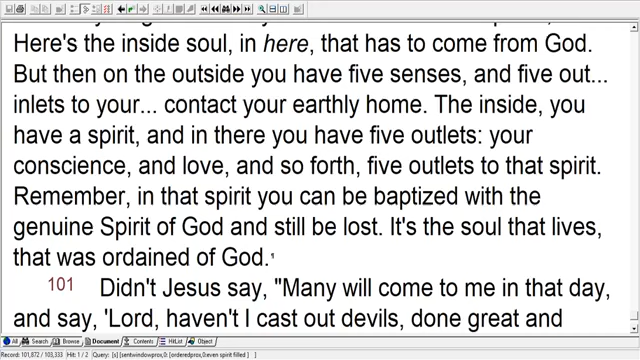 Here's the inside soul, in here, that has to come from God.
But then on the outside you have five senses, and five out...
inlets to your... contact your earthly home. The inside, you
have a spirit, and in there you have five outlets: your
conscience, and love, and so forth, five outlets to that spirit.
Remember, in that spirit you can be baptized with the
genuine Spirit of God and still be lost. It's the soul that lives,
that was ordained of God.
101 Didn't Jesus say, "Many will come to me in that day,
and say, 'Lord, haven't I cast out devils, done great and
All Search Browse Document Contents HitList Object
Record: 101,872 / 103,333 Hit: 1 / 2 Query: [s] [sentwindowprox,0: [orderedprox,0:even spirit filled ]